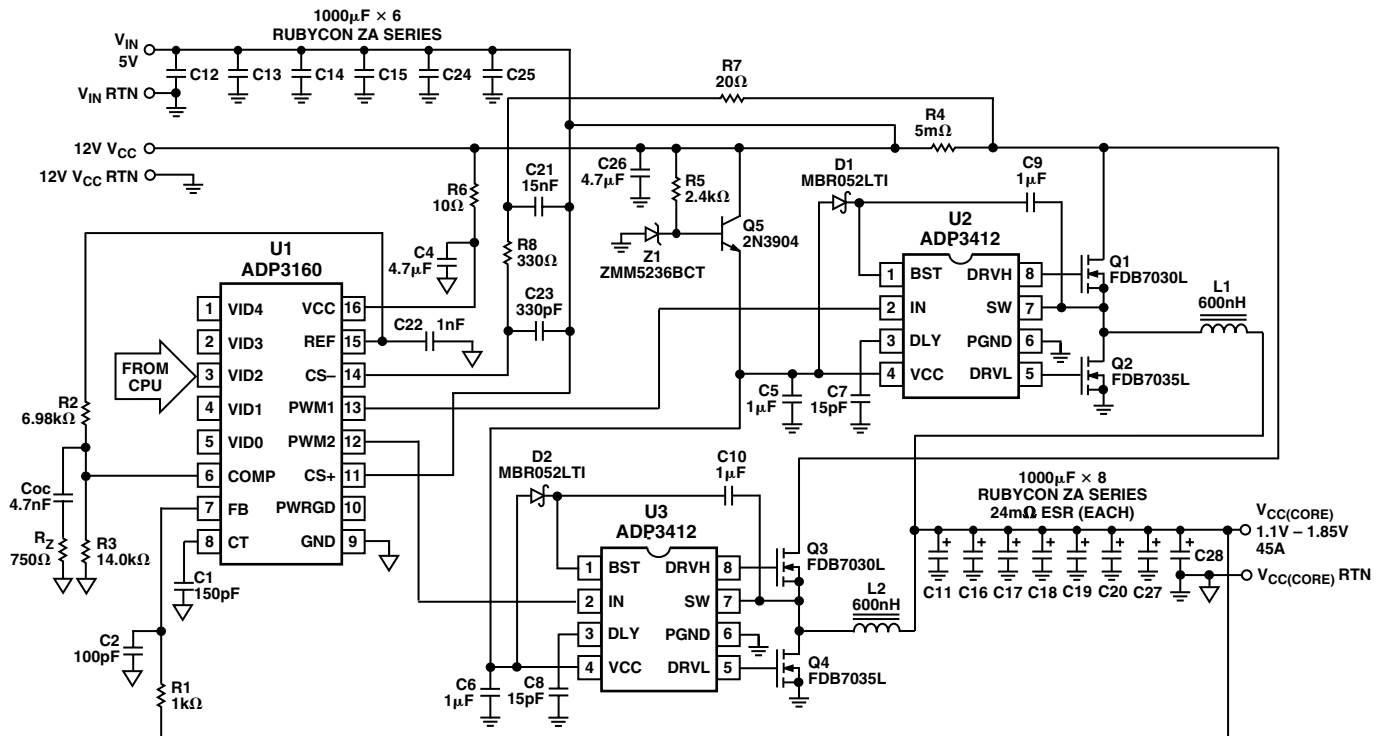 1000μF × 6
RUBYCON ZA SERIES
VIN
5V
VIN RTN
C12
C13
C14
C15
C24
C25
12V VCC
12V VCC RTN
R7
20Ω
R4
5mΩ
C21
15nF
R6
10Ω
C26
4.7μF
R5
2.4kΩ
D1
MBR052LTI
C9
1μF
Q5
2N3904
Z1
ZMM5236BCT
C4
4.7μF
R8
330Ω
C23
330pF
C22
1nF
U1
ADP3160
1
VID4
2
VID3
3
VID2
4
VID1
5
VID0
6
COMP
7
FB
8
CT
VCC
16
REF
15
CS–
14
PWM1
13
PWM2
12
CS+
11
PWRGD
10
GND
9
FROM
CPU
R2
6.98kΩ
COC
4.7nF
RZ
750Ω
R3
14.0kΩ
C1
150pF
C2
100pF
R1
1kΩ
U2
ADP3412
1
BST
2
IN
3
DLY
4
VCC
DRVH
8
SW
7
PGND
6
DRVL
5
Q1
FDB7030L
L1
600nH
Q2
FDB7035L
C5
1μF
C7
15pF
D2
MBR052LTI
C10
1μF
U3
ADP3412
1
BST
2
IN
3
DLY
4
VCC
DRVH
8
SW
7
PGND
6
DRVL
5
Q3
FDB7030L
L2
600nH
Q4
FDB7035L
C6
1μF
C8
15pF
1000μF × 8
RUBYCON ZA SERIES
24mΩ ESR (EACH)
+
+
+
+
+
+
+
+
C11
C16
C17
C18
C19
C20
C27
C28
VCC(CORE)
1.1V – 1.85V
45A
VCC(CORE) RTN